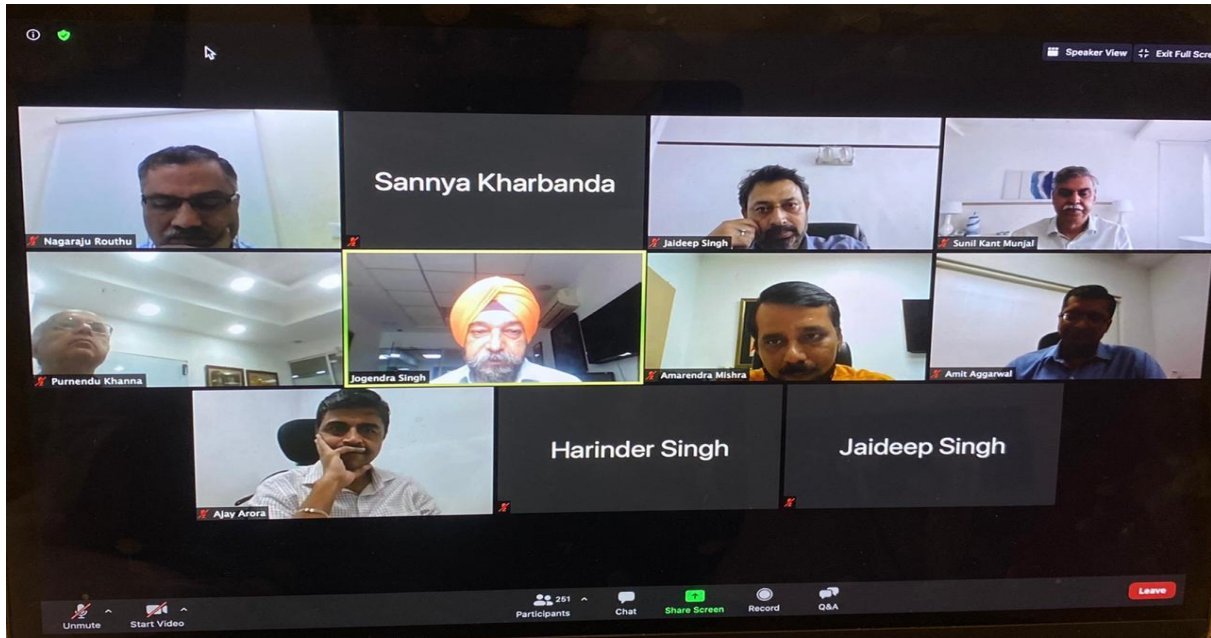 Speaker View
Exit Full Scre
Nagaraju Routhu
Sannya Kharbanda
Jaideep Singh
Sunil Kant Munjal
Purnendu Khanna
Jogendra Singh
Amarendra Mishra
Amit Aggarwal
Ajay Arora
Harinder Singh
Jaideep Singh
Unmute
Start Video
251
Participants
Chat
Share Screen
Record
Q&A
Leave